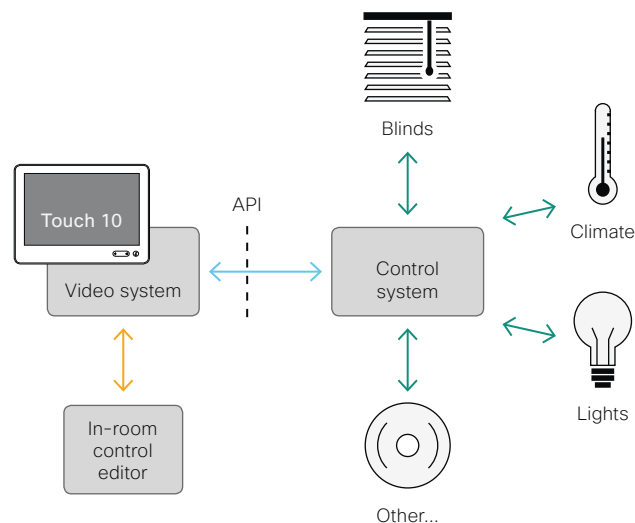 Blinds
Climate
API
Touch 10
Video system
Control
system
In-room
control
editor
Lights
Other...